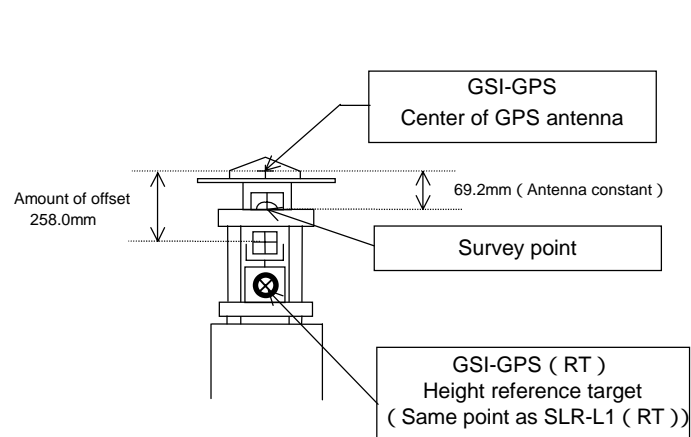 GSI-GPS
Center of GPS antenna
Amount of offset
258.0mm
69.2mm ( Antenna constant )
Survey point
GSI-GPS ( RT )
Height reference target
( Same point as SLR-L1 ( RT ))